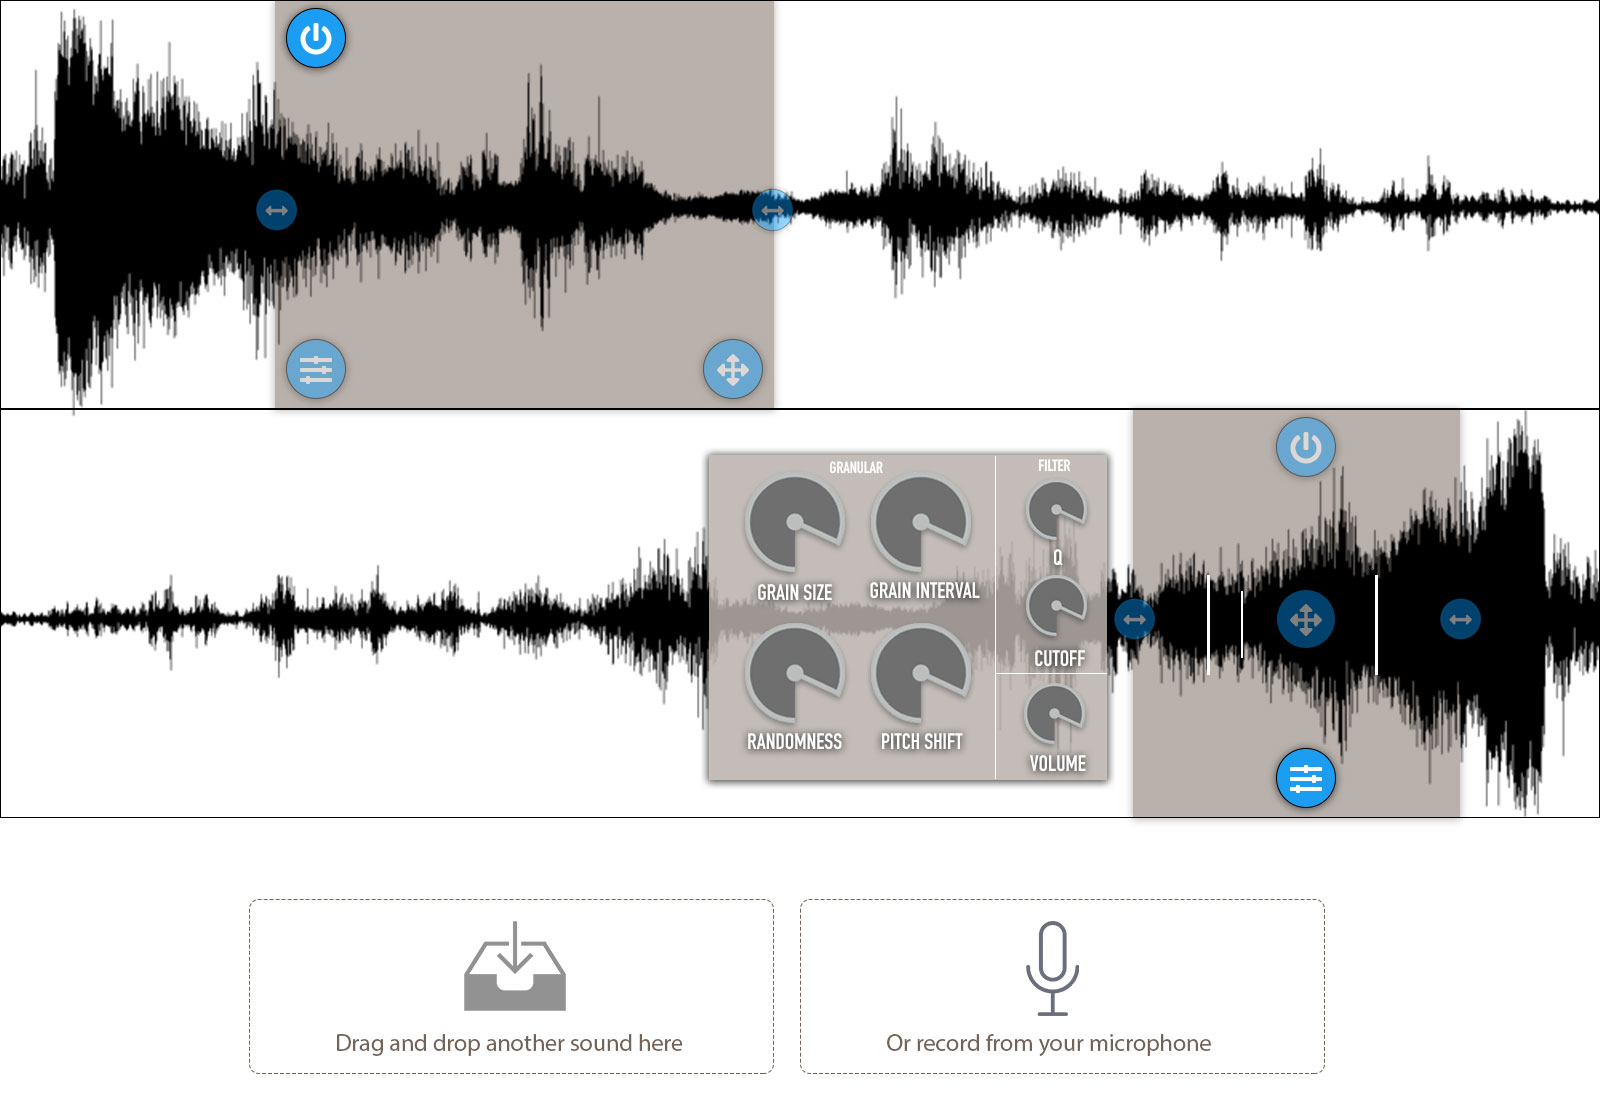 GRANULAR
FILTER
GRAIN SIZE
GRAIN INTERVAL
Q
RANDOMNESS
PITCH SHIFT
CUTOFF
VOLUME
Drag and drop another sound here
Or record from your microphone